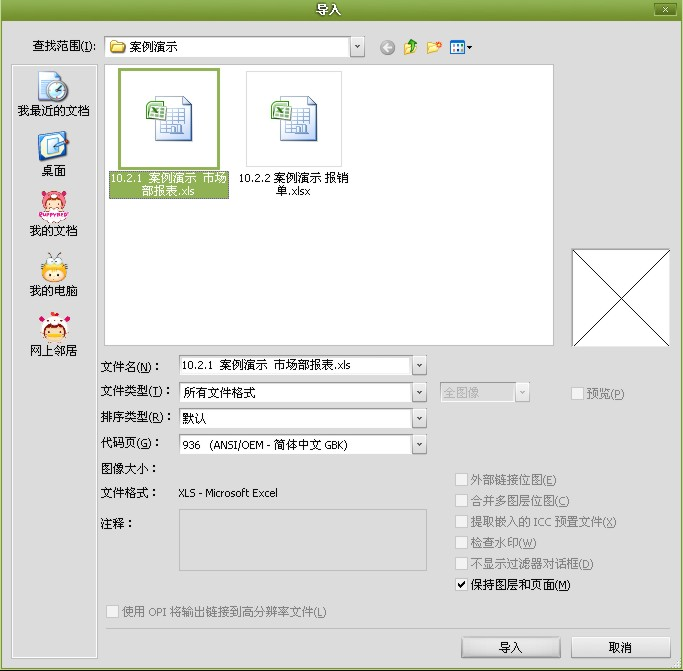 导入
查找范围(I):
案例演示
我最近的文档
桌面
我的文档
我的电脑
网上邻居
10.2.1 案例演示 市场
部报表.xls
10.2.2 案例演示 报销
单.xlsx
文件名(N)：
10.2.1 案例演示 市场部报表.xls
文件类型(T)：
所有文件格式
全图像
预览(P)
排序类型(R)：
默认
代码页(G)：
936 (ANSI/OEM - 简体中文 GBK)
图像大小：
文件格式：
XLS - Microsoft Excel
注释：
外部链接位图(E)
合并多图层位图(C)
提取嵌入的 ICC 预置文件(X)
检查水印(W)
不显示过滤器对话框(D)
保持图层和页面(M)
使用 OPI 将输出链接到高分辨率文件(L)
导入
取消